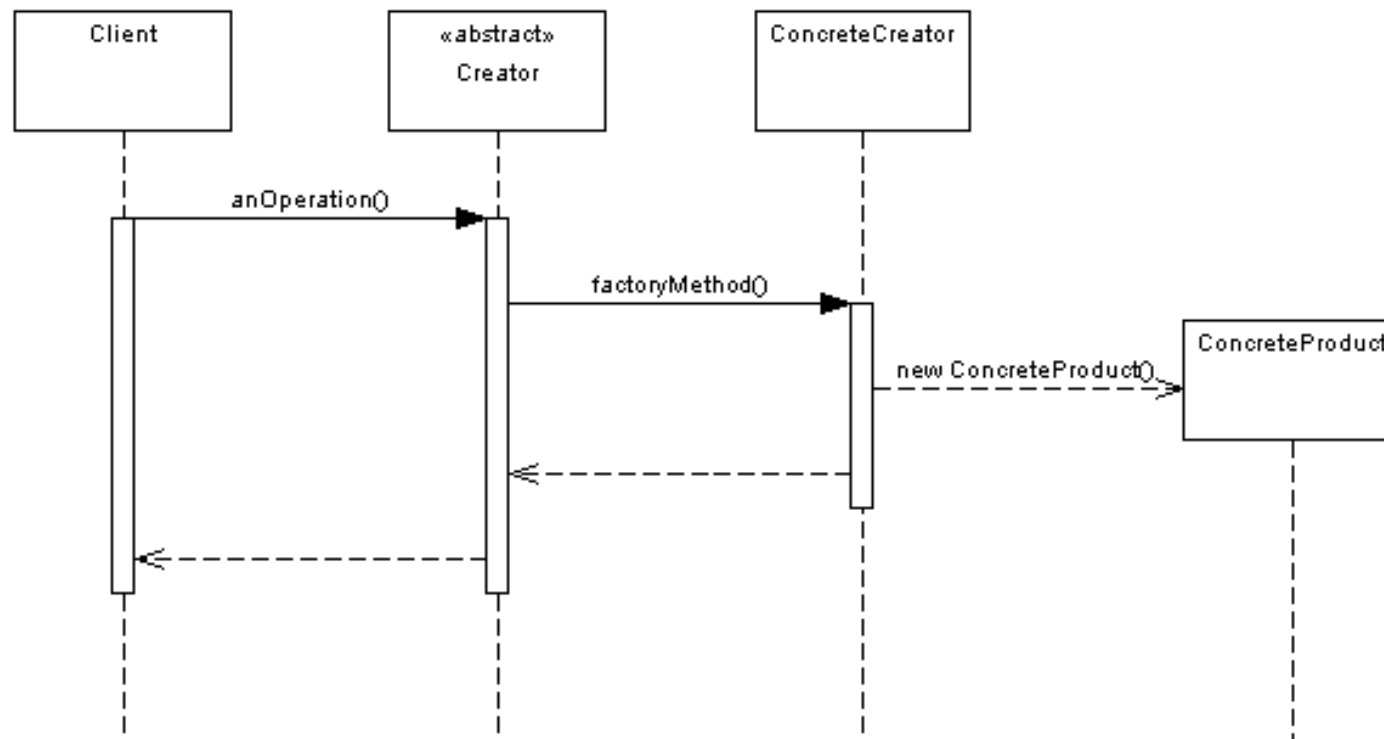 Client
«abstract»
Creator
ConcreteCreator
anOperation()
factoryMethod()
ConcreteProduct
new ConcreteProduct()